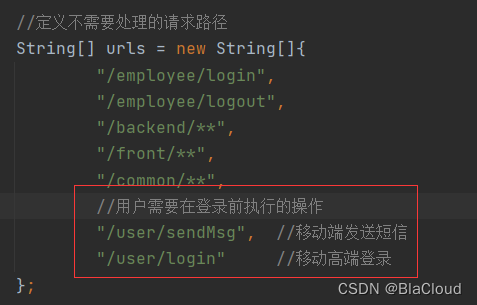 //定义不需要处理的请求路径
String[] urls = new String[]{
"/employee/login",
"/employee/logout",
"/backend/**",
"/front/**",
"/common/**,
//用户需要在登录前执行的操作
"/user/sendMsg", //移动端发送短信
"/user/login" //移动高端登录
};
CSDN @BlaCloud